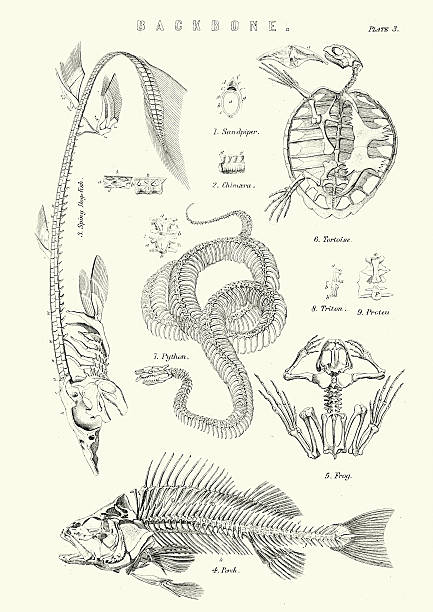 BACKBONE.
PLATE 3.
1. Sandpiper.
2. Chimæra.
3. Spiny Dog-fish.
6. Tortoise.
8. Triton.
9. Proteu
7. Python.
5. Frog.
4. Perch.